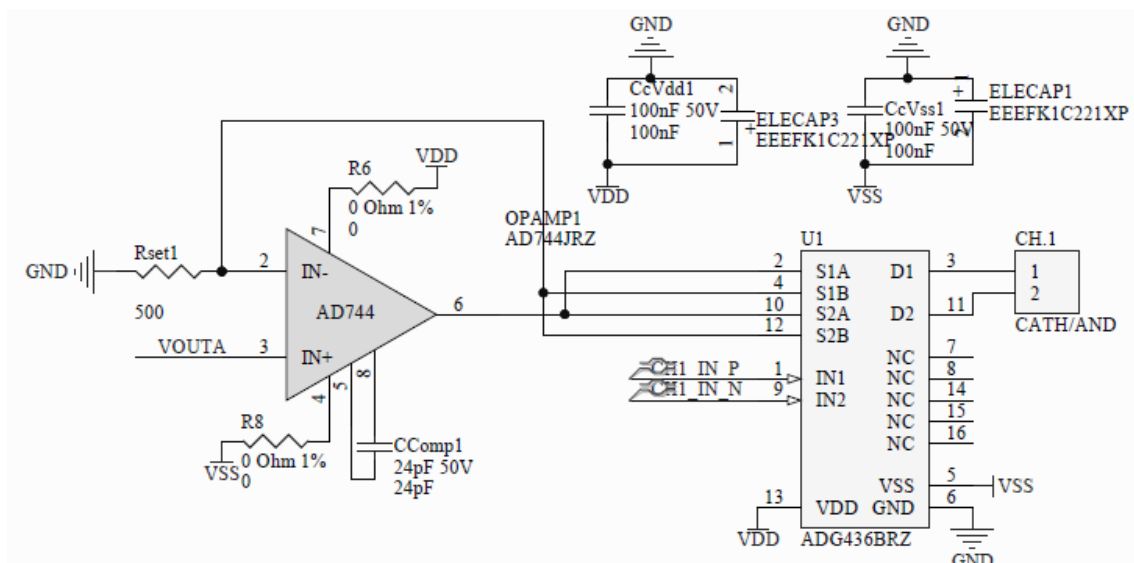 GND
GND
CcVdd1
100nF 50V
100nF
2
1
ELECAP3
EEEFK1C221XP
+
VDD
CcVss1
100nF 50V
100nF
+
1
2
ELECAP1
EEEFK1C221XP
VSS
R6
0 Ohm 1%
0
VDD
OPAMP1
AD744JRZ
GND
Rset1
500
2
IN-
7
AD744
6
VOUTA
3
IN+
4
5
8
R8
0 Ohm 1%
0
VSS
CComp1
24pF 50V
24pF
U1
2
S1A
D1
3
4
S1B
10
S2A
D2
11
12
S2B
CH.1
1
2
CATH/AND
NC
7
NC
8
NC
14
NC
15
NC
16
CH1_IN_P
1
IN1
CH1_IN_N
9
IN2
VSS
5
VSS
13
VDD
GND
6
VDD
ADG436BRZ
GND